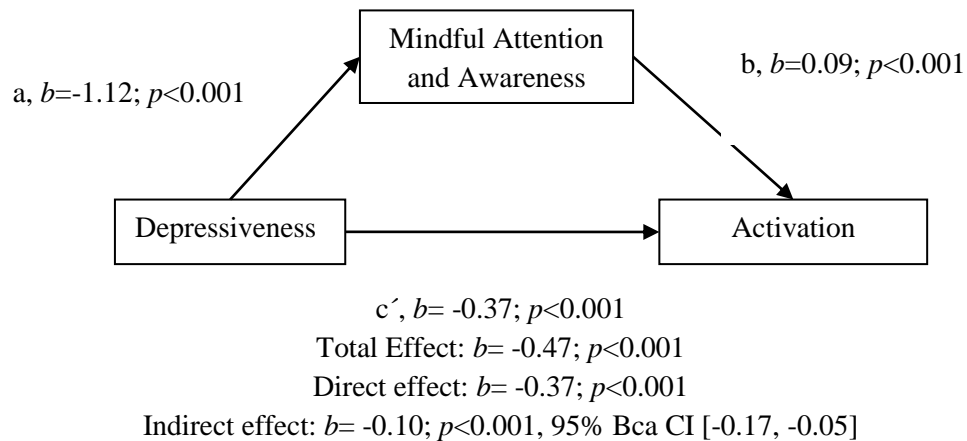 Mindful Attention
and Awareness
a, b=-1.12; p<0.001
b, b=0.09; p<0.001
Depressiveness
Activation
c´, b= -0.37; p<0.001
Total Effect: b= -0.47; p<0.001
Direct effect: b= -0.37; p<0.001
Indirect effect: b= -0.10; p<0.001, 95% Bca CI [-0.17, -0.05]